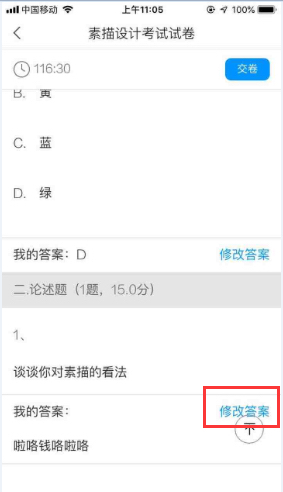 中国移动 上午11:05 100%
素描设计考试试卷
116:30 交卷
B. 黄
C. 蓝
D. 绿
我的答案：D 修改答案
二.论述题（1题，15.0分）
1、
谈谈你对素描的看法
我的答案： 修改答案
啦咯钱咯啦咯